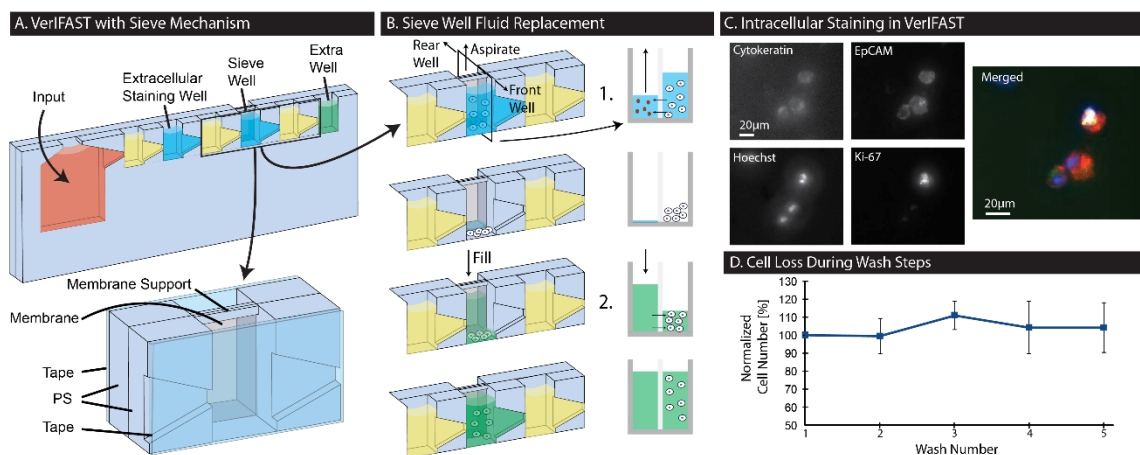 A. VerIFAST with Sieve Mechanism
Input
Extracellular
Staining Well
Sieve
Well
Extra
Well
Membrane Support
Membrane
Tape
PS
Tape
B. Sieve Well Fluid Replacement
Rear
Well
Aspirate
Front
Well
1.
Fill
2.
C. Intracellular Staining in VerIFAST
Cytokeratin
20μm
EpCAM
Hoechst
Ki-67
Merged
20μm
D. Cell Loss During Wash Steps
Normalized
Cell Number [%]
130
120
110
100
90
80
70
60
50
1
2
3
4
5
Wash Number